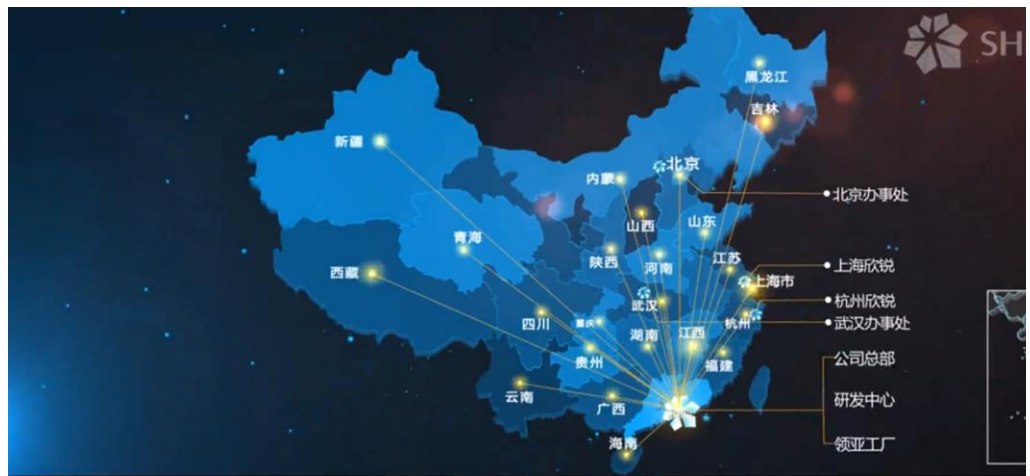 SH
黑龙江
吉林
新疆
北京
内蒙
北京办事处
山西
山东
青海
陕西
河南
江苏
西藏
上海欣锐
上海市
武汉
杭州欣锐
四川
重庆
杭州
武汉办事处
湖南
江西
贵州
福建
公司总部
云南
广西
研发中心
海南
领亚工厂